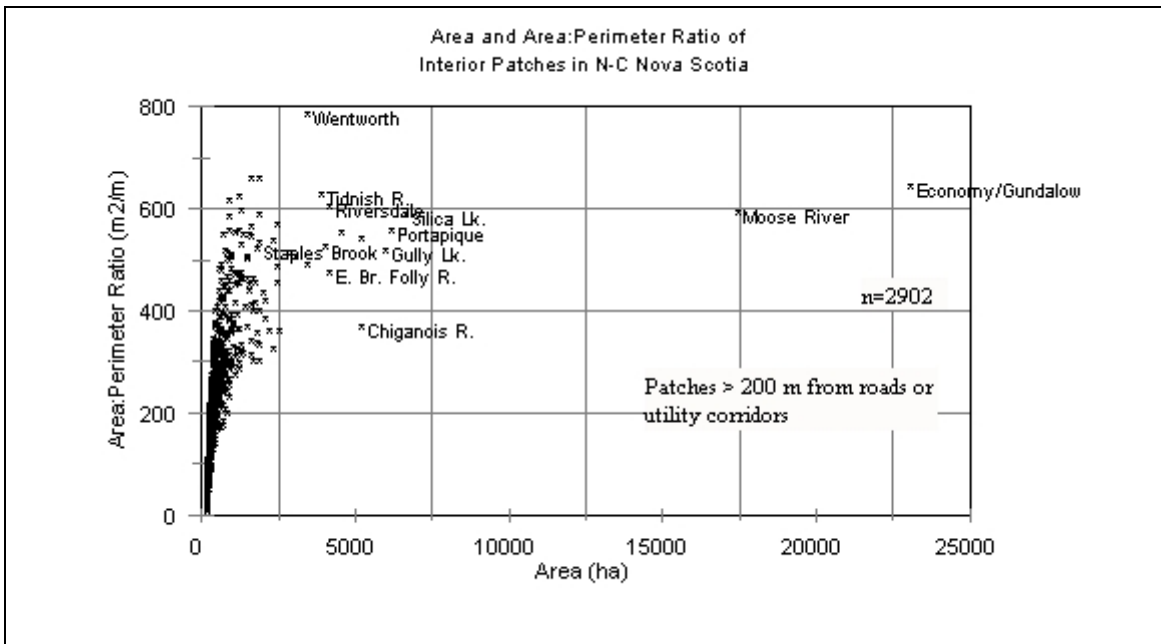 Area and Area:Perimeter Ratio of
Interior Patches in N-C Nova Scotia
Area:Perimeter Ratio (m2/m)
800
600
400
200
0
Wentworth
Tidnish R.
Riversdale
Silica Lk.
Portapique
Staples Brook
Gully Lk.
E. Br. Folly R.
Chiganois R.
Economy/Gundalow
Moose River
n=2902
Patches > 200 m from roads or
utility corridors
0
5000
10000
15000
20000
25000
Area (ha)